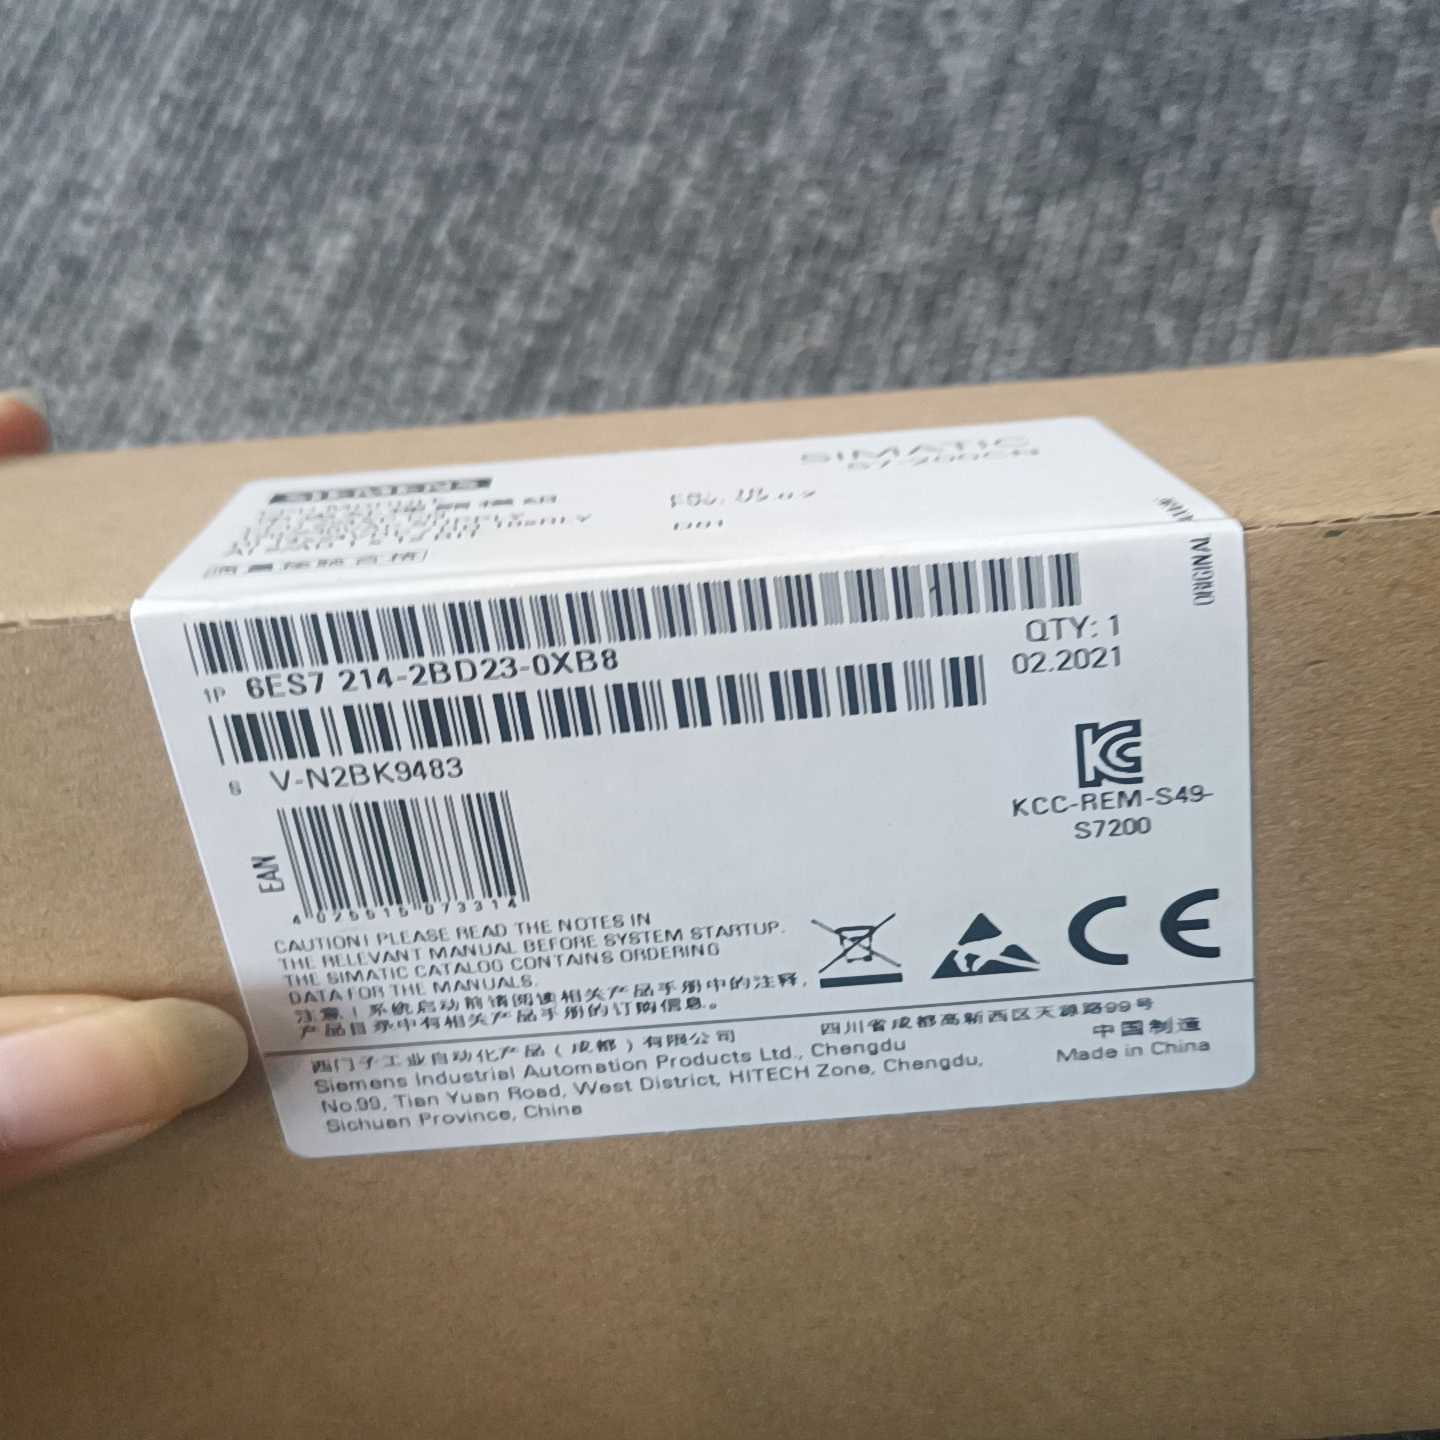 SIEMENS
SIMATIC
S7-200CN
1P 6ES7 214-2BD23-0XB8
QTY: 1
02.2021
S V-N2BK9483
KCC-REM-S49-
S7200
EAN
4 025515 073314
CAUTION! PLEASE READ THE NOTES IN
THE RELEVANT MANUAL BEFORE SYSTEM STARTUP.
THE SIMATIC CATALOG CONTAINS ORDERING
DATA FOR THE MANUALS.
注意！系统启动前请阅读相关产品手册中的注释，
产品目录中有相关产品手册的订购信息。
CE
西门子工业自动化产品（成都）有限公司
四川省成都高新西区天源路99号
中国制造
Siemens Industrial Automation Products Ltd., Chengdu
No.99, Tian Yuan Road, West District, HITECH Zone, Chengdu,
Sichuan Province, China
Made in China